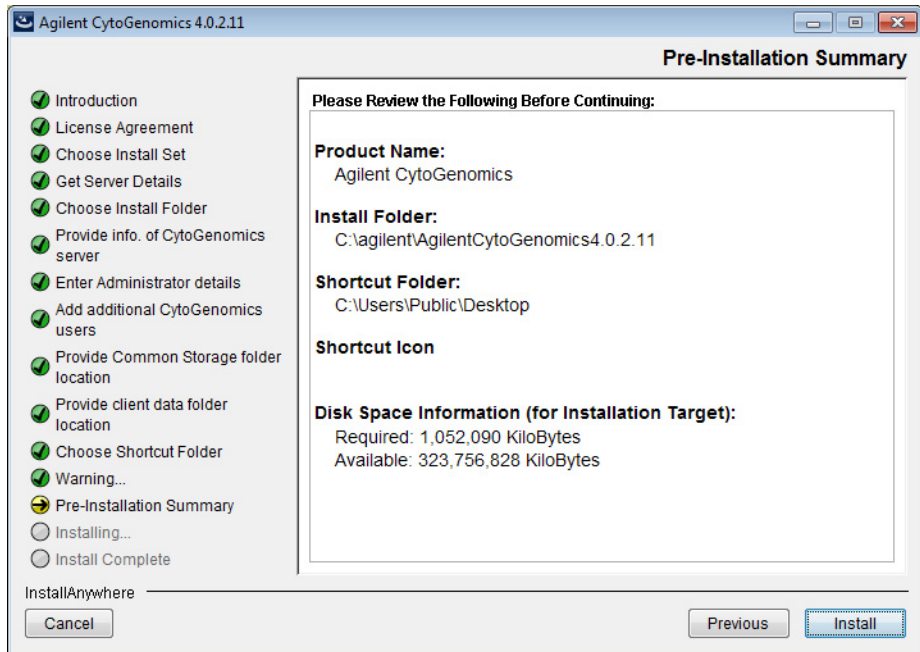 Agilent CytoGenomics 4.0.2.11
Pre-Installation Summary
Introduction
License Agreement
Choose Install Set
Get Server Details
Choose Install Folder
Provide info. of CytoGenomics
server
Enter Administrator details
Add additional CytoGenomics
users
Provide Common Storage folder
location
Provide client data folder
location
Choose Shortcut Folder
Warning...
Pre-Installation Summary
Installing...
Install Complete
Please Review the Following Before Continuing:
Product Name:
Agilent CytoGenomics
Install Folder:
C:\agilent\AgilentCytoGenomics4.0.2.11
Shortcut Folder:
C:\Users\Public\Desktop
Shortcut Icon
Disk Space Information (for Installation Target):
Required: 1,052,090 KiloBytes
Available: 323,756,828 KiloBytes
InstallAnywhere
Cancel
Previous
Install